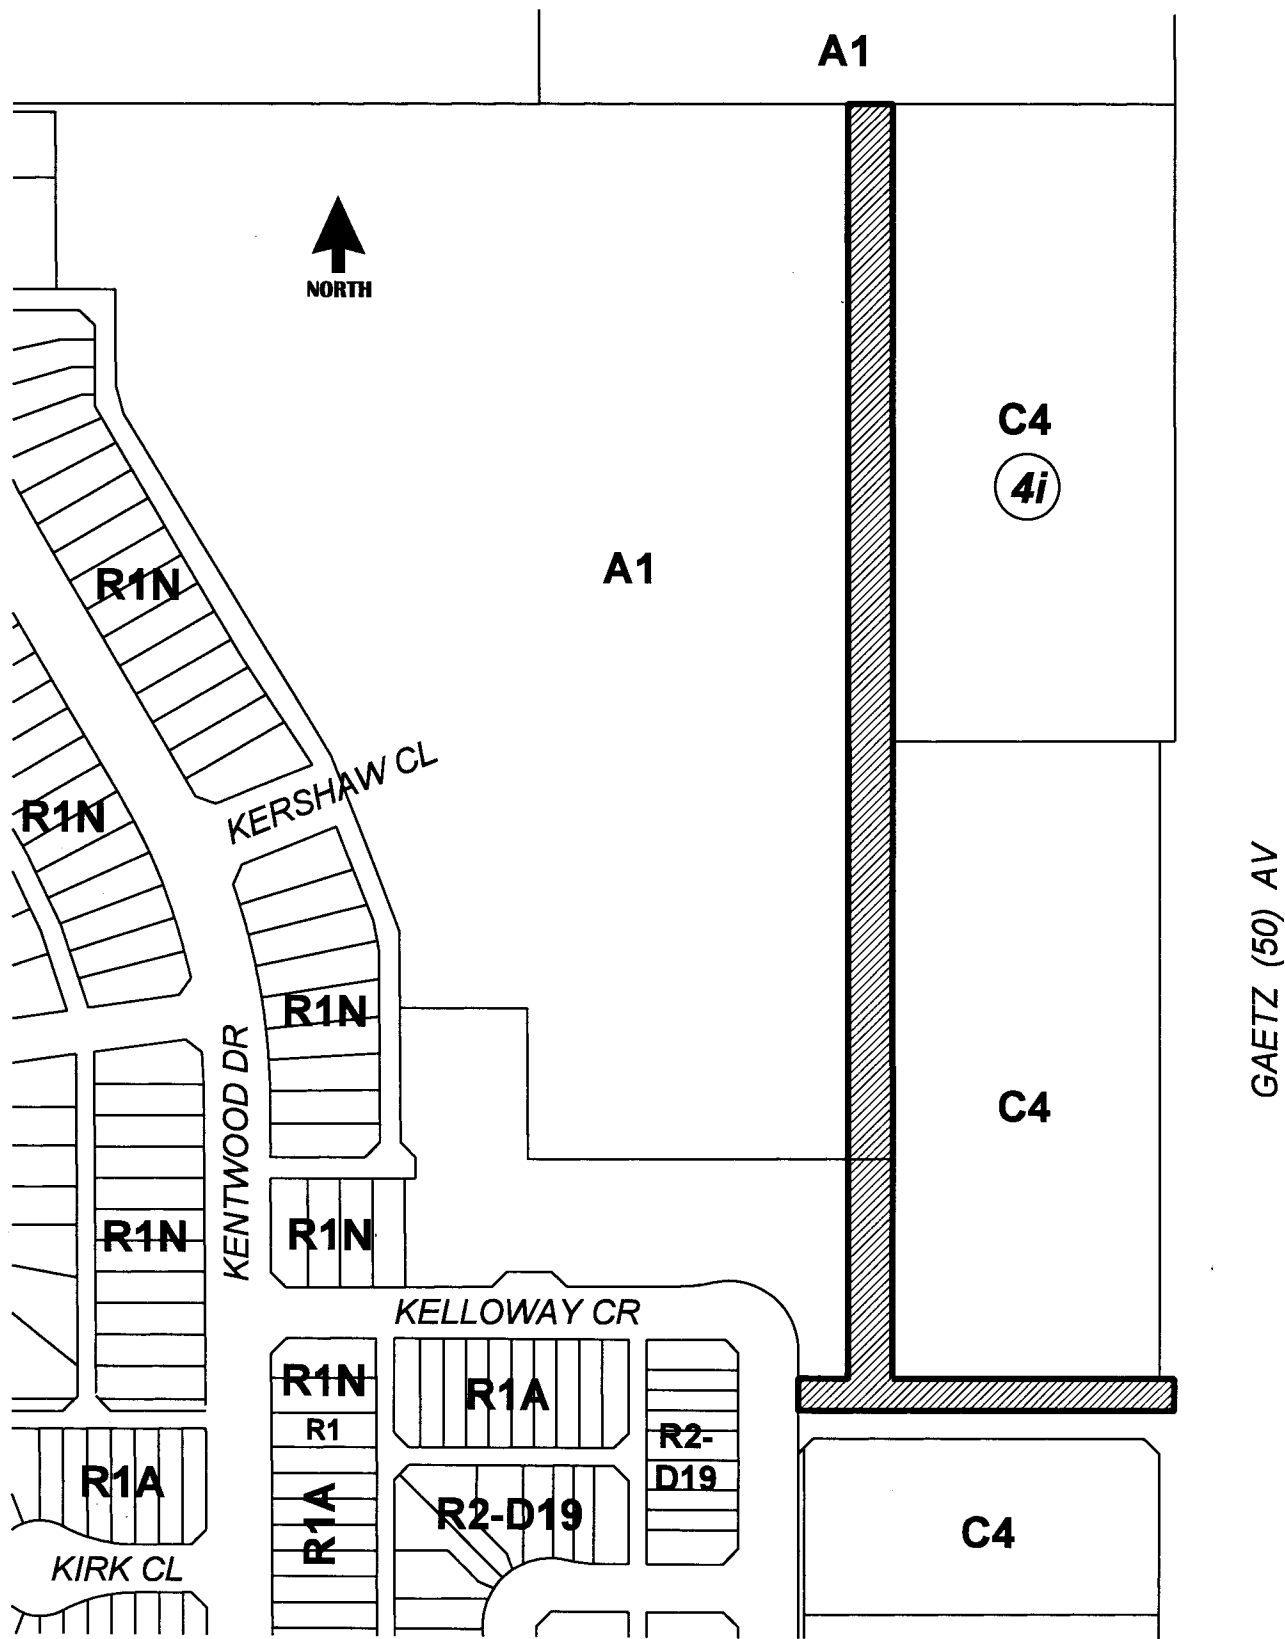 A1
NORTH
C4
4i
A1
R1N
KERSHAW CL
R1N
GAETZ (50) AV
R1N
KENTWOOD DR
C4
R1N
R1N
KELLOWAY CR
R1N
R1A
R1
R2-
D19
R1A
R1A
R2-D19
C4
KIRK CL